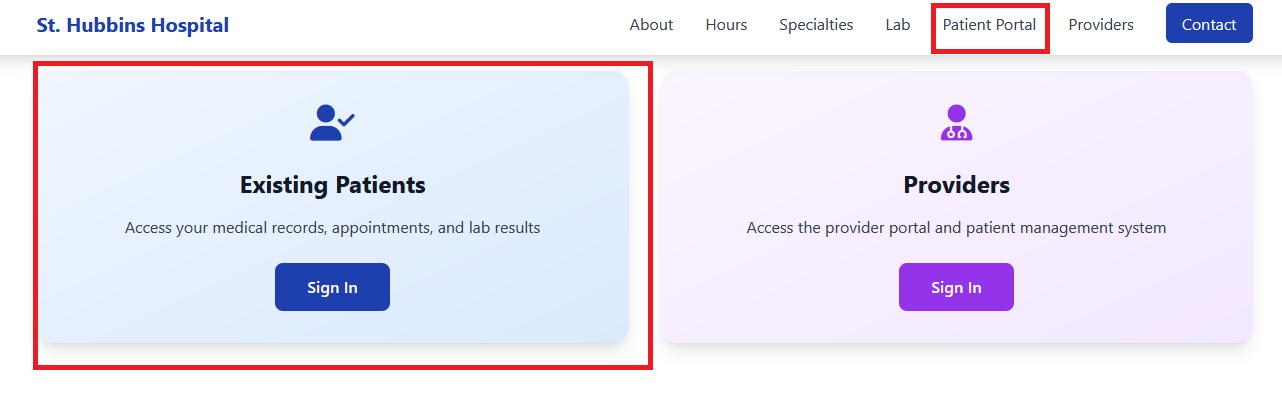 St. Hubbins Hospital
About
Hours
Specialties
Lab
Patient Portal
Providers
Contact
Existing Patients
Access your medical records, appointments, and lab results
Sign In
Providers
Access the provider portal and patient management system
Sign In